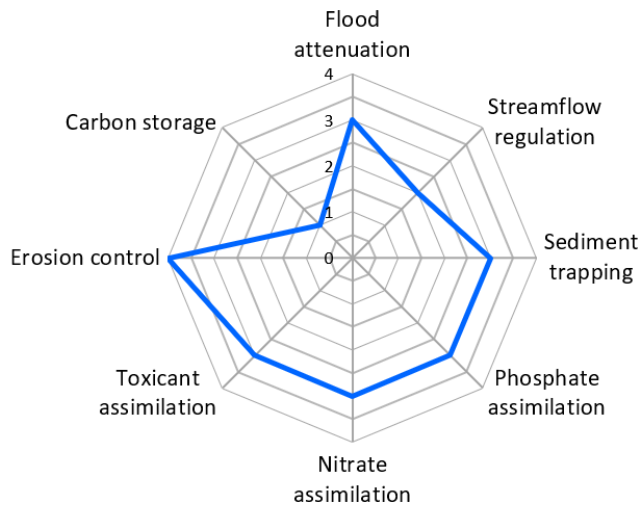 Flood
attenuation
4
Streamflow
regulation
Carbon storage
3
2
1
Erosion control
0
Sediment
trapping
Toxicant
assimilation
Phosphate
assimilation
Nitrate
assimilation